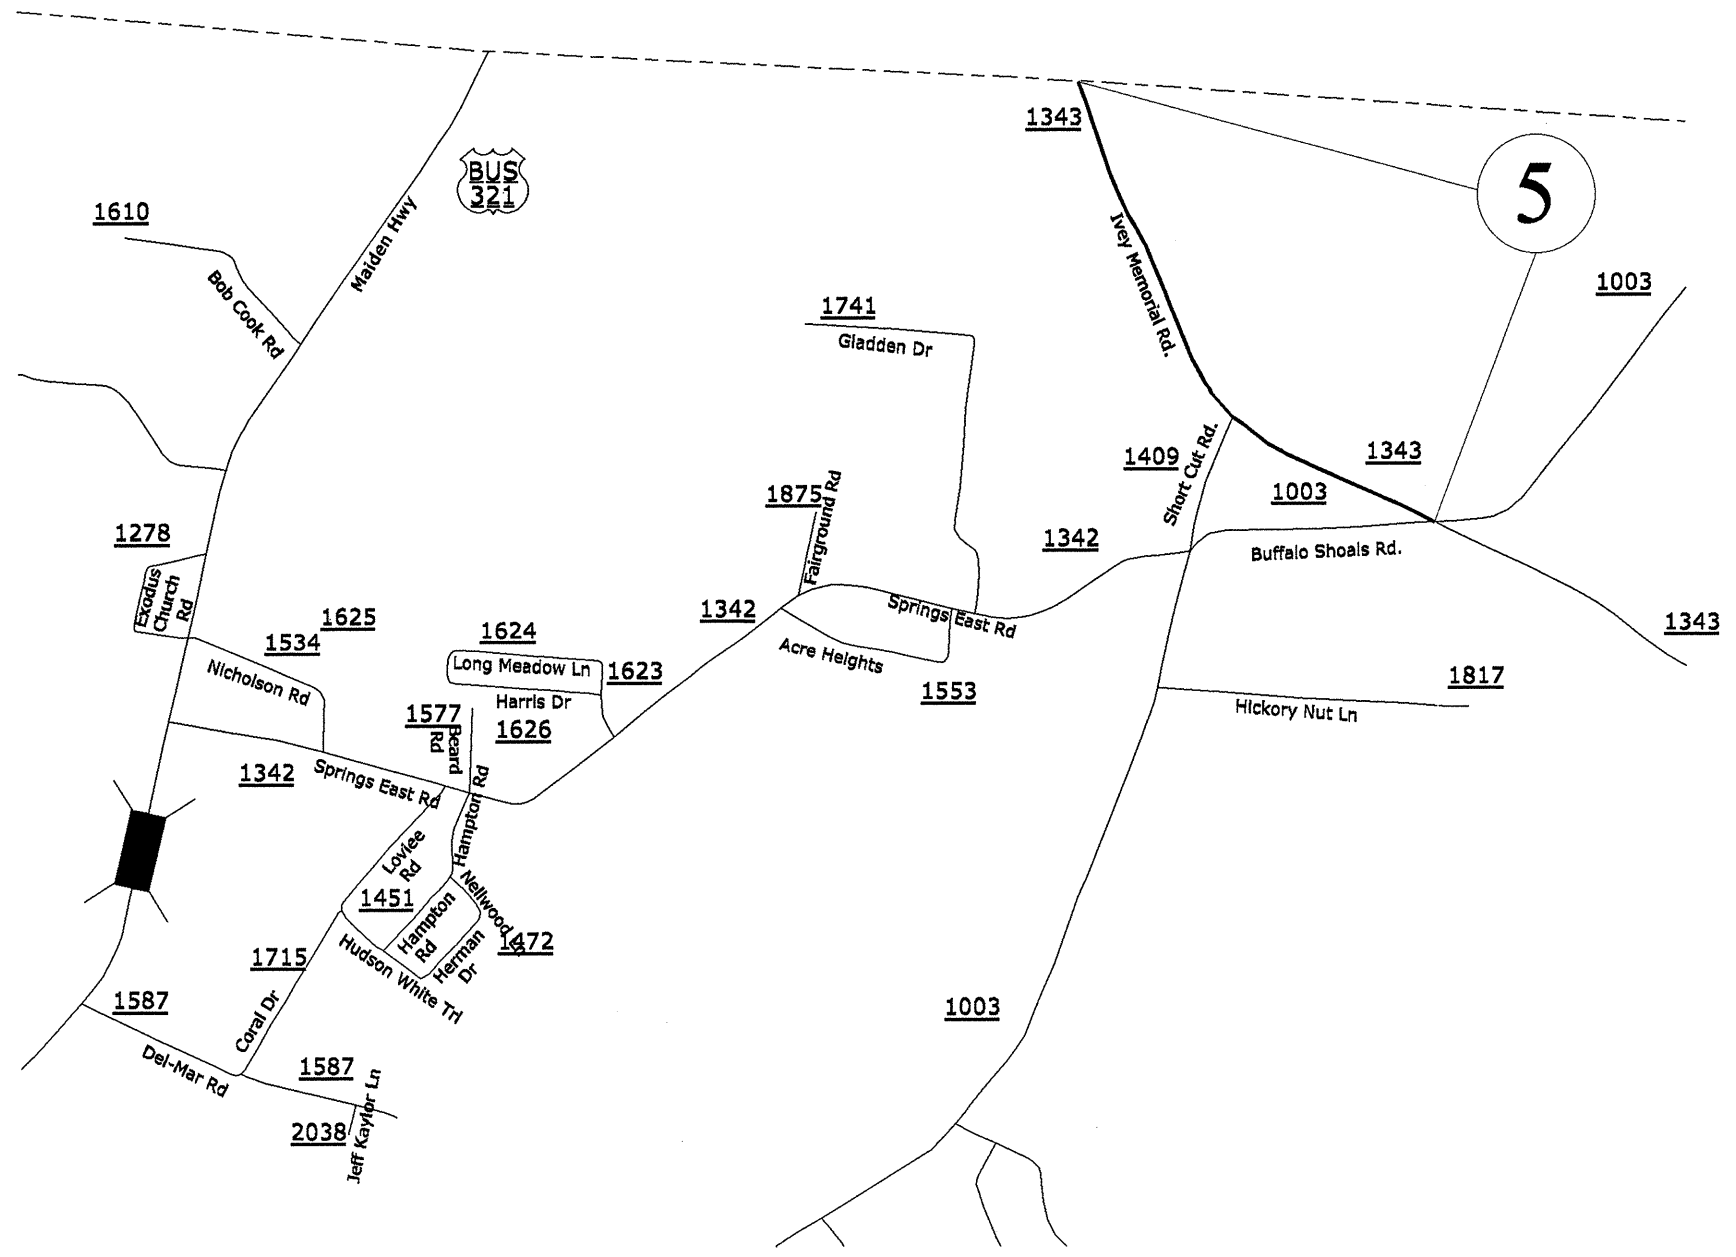 1343
BUS
321
5
1610
Maiden Hwy
Bob Cook Rd
Ivey Memorial Rd.
1003
1741
Gladden Dr
1409
Short Cut Rd.
1343
1003
1875
Fairground Rd
1278
Exodus
Church
Rd
1342
Buffalo Shoals Rd.
1625
1534
1624
1342
Springs East Rd
1343
Long Meadow Ln
1623
Acre Heights
Nicholson Rd
Harris Dr
1553
1817
Hickory Nut Ln
1577
Beard
Rd
1626
1342
Springs East Rd
Hampton Rd
Loviee
Rd
1451
Hampton
Rd
Nellwood
1472
Herman
Dr
Hudson White Trl
1715
Coral Dr
1587
1003
Del-Mar Rd
1587
Jeff Kaylor Ln
2038